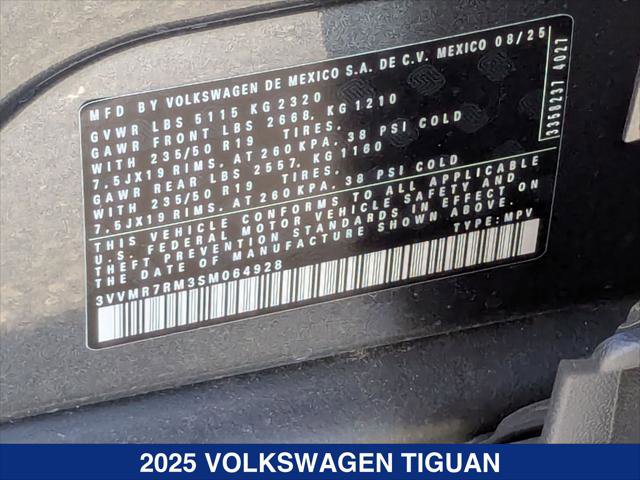 MFD BY VOLKSWAGEN DE MEXICO S.A. DE C.V. MEXICO 08/25
GVWR LBS 5115 KG 2320
GAWR FRONT LBS 2668, KG 1210
WITH 235/50 R19 TIRES.
7.5JX19 RIMS. AT 260 KPA. 38 PSI COLD
GAWR REAR LBS 2557, KG 1160
WITH 235/50 R19 TIRES.
7.5JX19 RIMS. AT 260 KPA. 38 PSI COLD
THIS VEHICLE CONFORMS TO ALL APPLICABLE
U.S. FEDERAL MOTOR VEHICLE SAFETY AND
THEFT PREVENTION STANDARDS IN EFFECT ON
THE DATE OF MANUFACTURE SHOWN ABOVE.
3VVMR7RM3SM064928 TYPE: MPV
3358237 4027
2025 VOLKSWAGEN TIGUAN